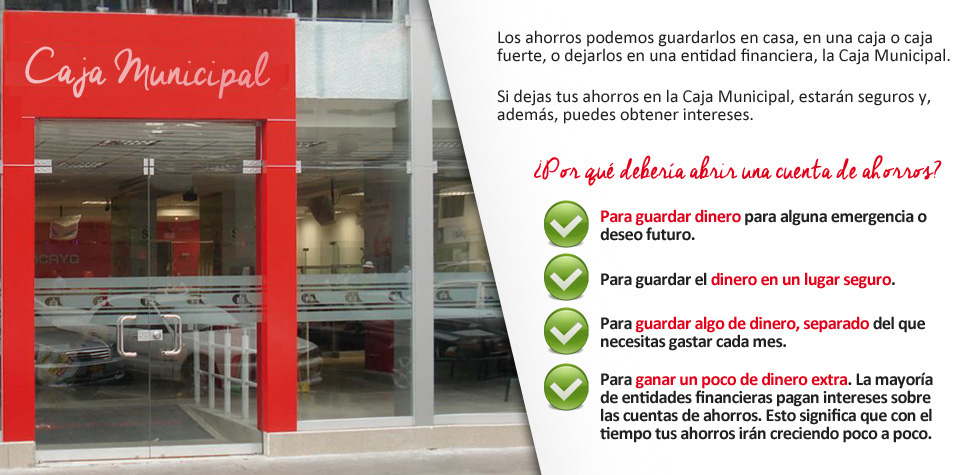 Caja Municipal
Los ahorros podemos guardarlos en casa, en una caja o caja
fuerte, o dejarlos en una entidad financiera, la Caja Municipal.
Si dejas tus ahorros en la Caja Municipal, estarán seguros y,
además, puedes obtener intereses.
¿Por qué debería abrir una cuenta de ahorros?
Para guardar dinero para alguna emergencia o
deseo futuro.
Para guardar el dinero en un lugar seguro.
Para guardar algo de dinero, separado del que
necesitas gastar cada mes.
Para ganar un poco de dinero extra. La mayoría
de entidades financieras pagan intereses sobre
las cuentas de ahorros. Esto significa que con el
tiempo tus ahorros irán creciendo poco a poco.